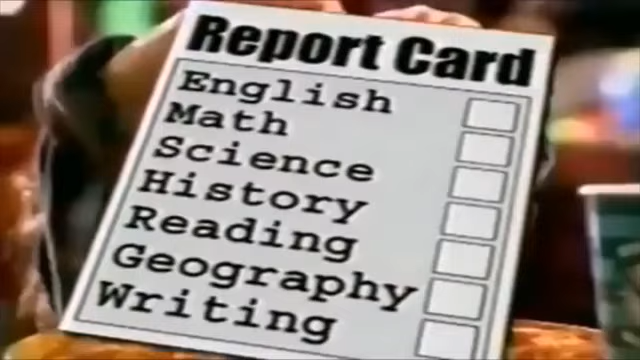 Report Card
English
Math
Science
History
Reading
Geography
Writing